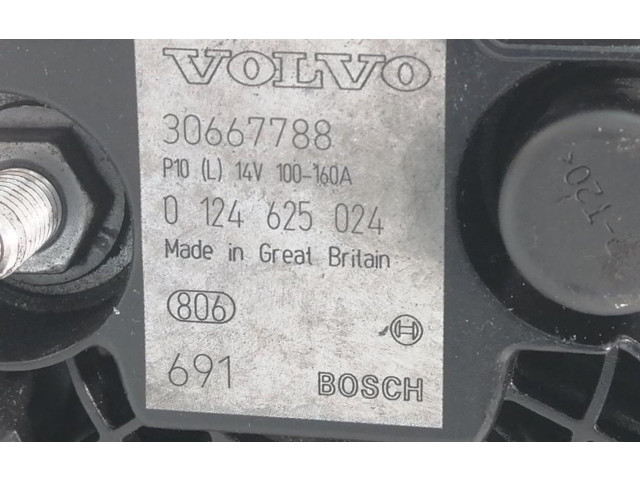 VOLVO
30667788
P10 (L) 14V 100-160A
0 124 625 024
Made in Great Britain
806
691
BOSCH